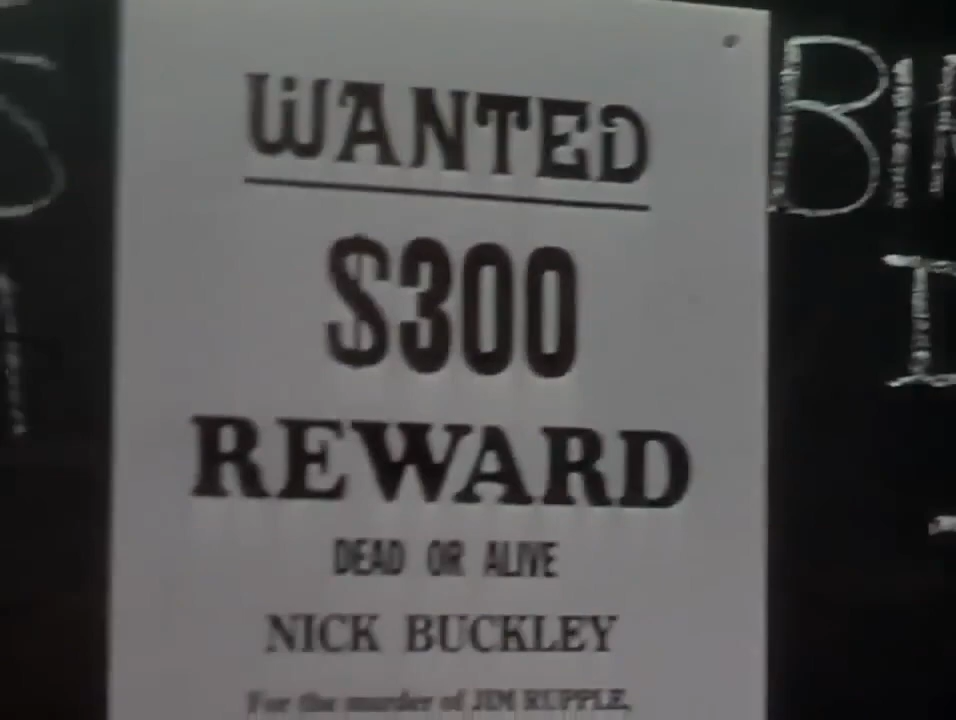 WANTED
$300
REWARD
DEAD OR ALIVE
NICK BUCKLEY
For the murder of JIM RUPPLE.